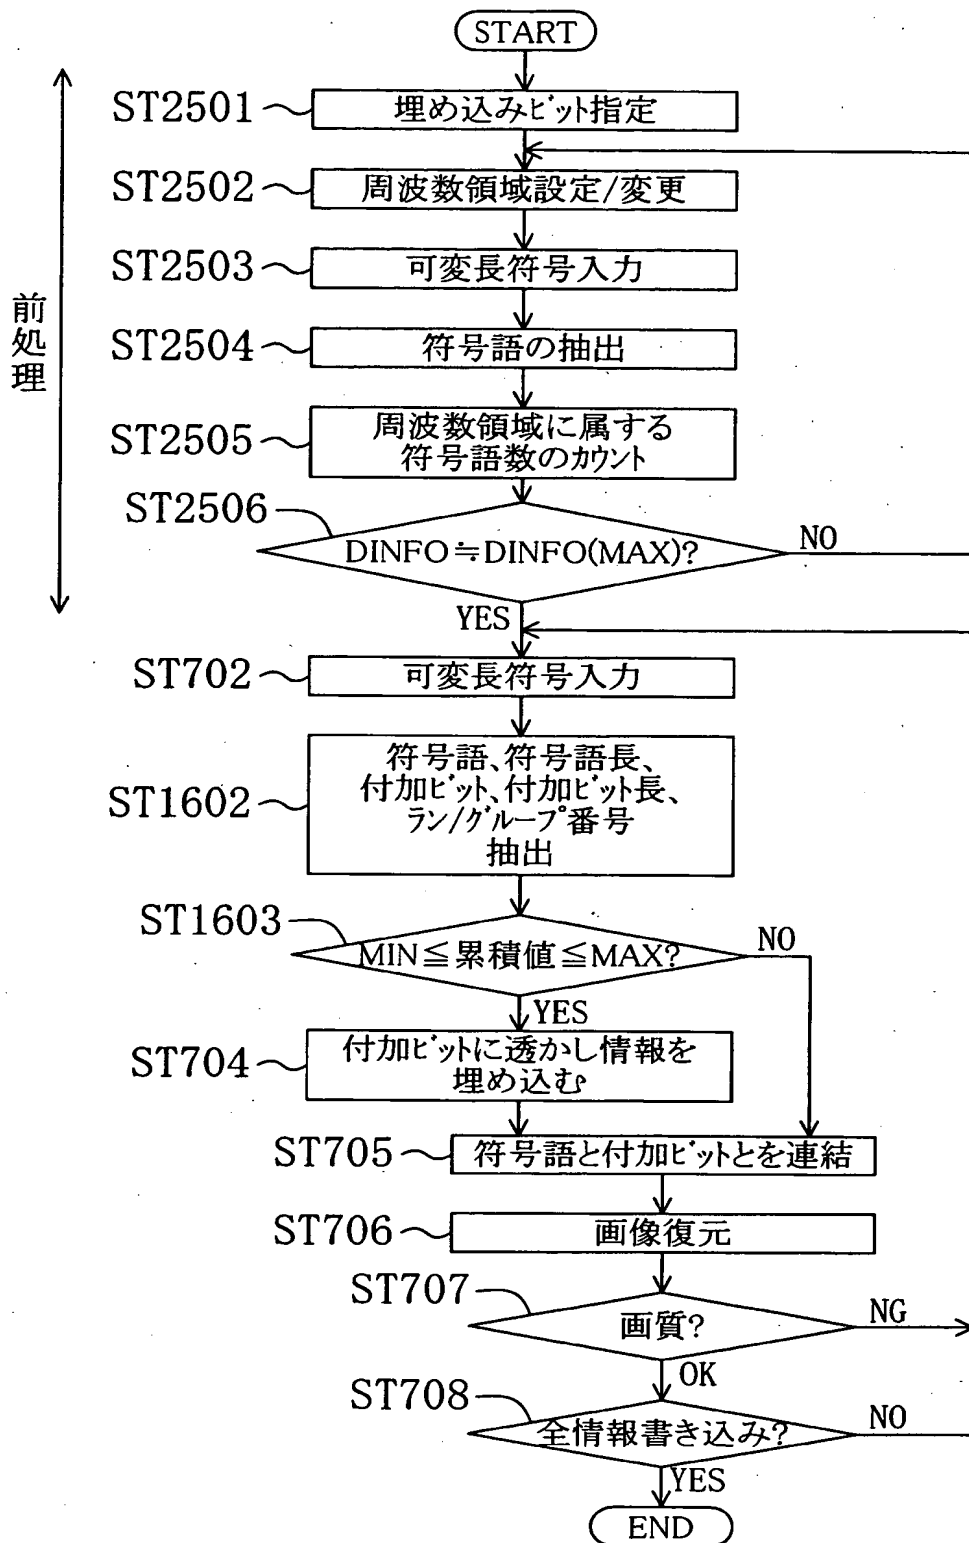 START
ST2501
埋め込みビット指定
ST2502
周波数領域設定/変更
ST2503
可変長符号入力
前処理
ST2504
符号語の抽出
ST2505
周波数領域に属する
符号語数のカウント
ST2506
DINFO≒DINFO(MAX)?
NO
YES
ST702
可変長符号入力
ST1602
符号語、符号語長、
付加ビット、付加ビット長、
ラン/グループ番号
抽出
ST1603
MIN≦累積値≦MAX?
NO
YES
ST704
付加ビットに透かし情報を
埋め込む
ST705
符号語と付加ビットとを連結
ST706
画像復元
ST707
画質?
NG
OK
ST708
全情報書き込み?
NO
YES
END